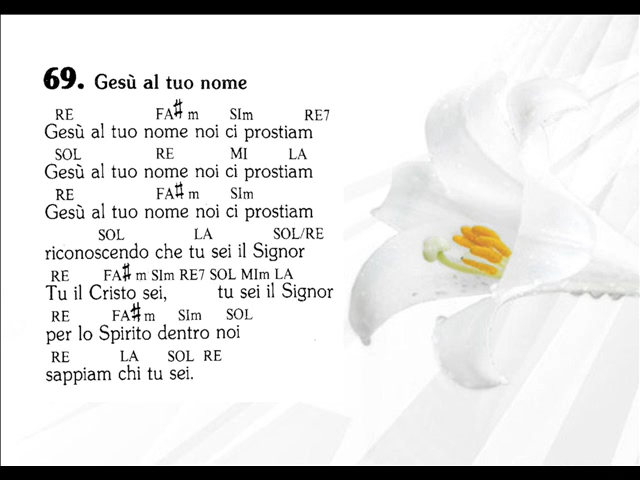 69. Gesù al tuo nome
RE FA♯m SIm RE7
Gesù al tuo nome noi ci prostiam
SOL RE MI LA
Gesù al tuo nome noi ci prostiam
RE FA♯m SIm
Gesù al tuo nome noi ci prostiam
SOL LA SOL/RE
riconoscendo che tu sei il Signor
RE FA♯m SIm RE7 SOL MIm LA
Tu il Cristo sei, tu sei il Signor
RE FA♯m SIm SOL
per lo Spirito dentro noi
RE LA SOL RE
sappiam chi tu sei.